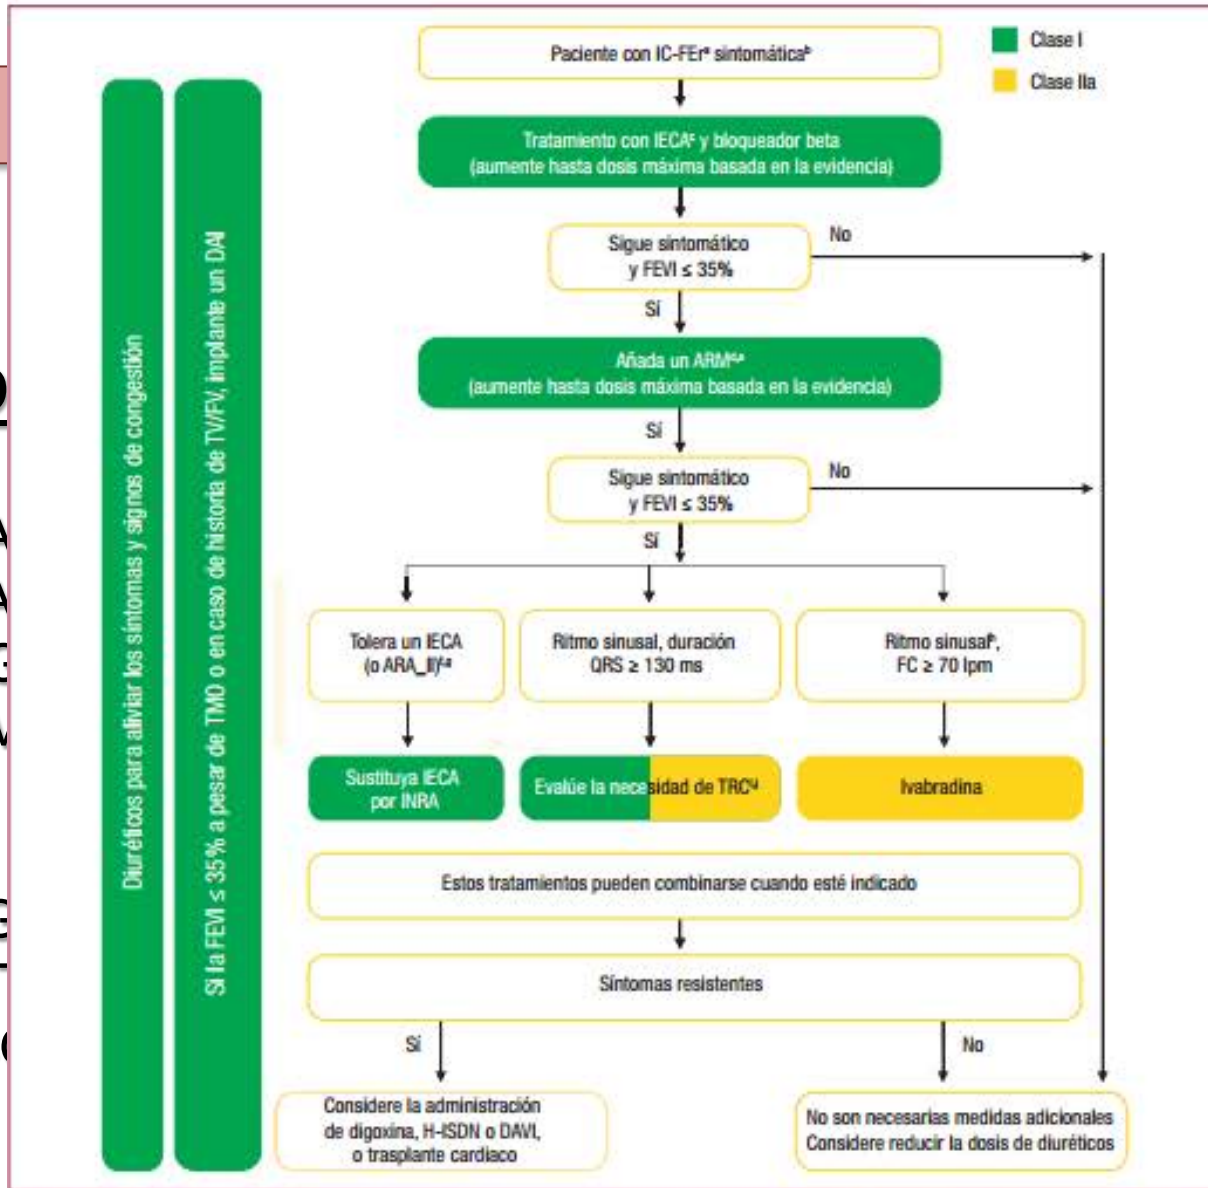 Paciente con IC-FErᵃ sintomáticaᵇ
Clase I
Clase IIa
Diuréticos para aliviar los síntomas y signos de congestión
Si la FEVI ≤ 35% a pesar de TMO o en caso de historia de TV/FV, implante un DAI
Tratamiento con IECAᶜ y bloqueador beta
(aumente hasta dosis máxima basada en la evidencia)
Sigue sintomático
y FEVI ≤ 35%
No
Sí
Añada un ARMᵈ,ᵉ
(aumente hasta dosis máxima basada en la evidencia)
Sí
Sigue sintomático
y FEVI ≤ 35%
No
Sí
Tolera un IECA
(o ARA_II)ᶠ,ᵍ
Ritmo sinusal, duración
QRS ≥ 130 ms
Ritmo sinusalʰ,
FC ≥ 70 lpm
Sustituya IECA
por INRA
Evalúe la necesidad de TRCⁱ,ʲ
Ivabradina
Estos tratamientos pueden combinarse cuando esté indicado
Síntomas resistentes
Sí
No
Considere la administración
de digoxina, H-ISDN o DAVI,
o trasplante cardiaco
No son necesarias medidas adicionales
Considere reducir la dosis de diuréticos